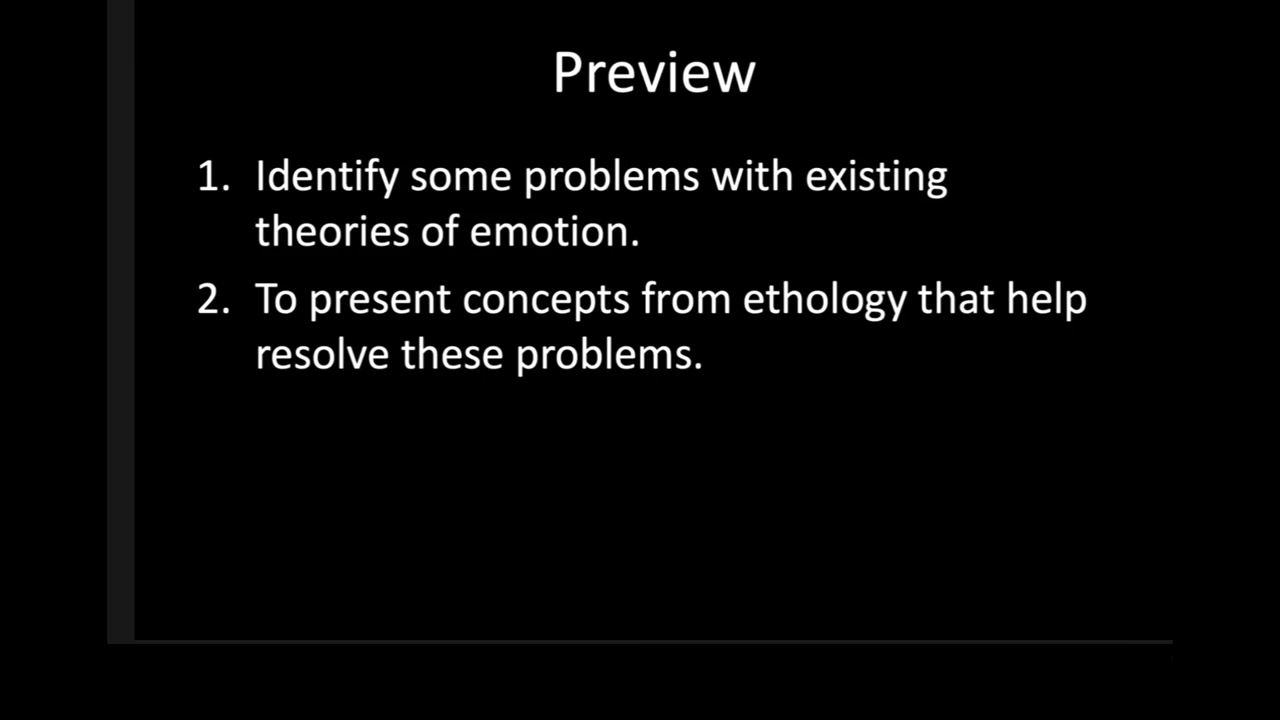 Preview
1. Identify some problems with existing
theories of emotion.
2. To present concepts from ethology that help
resolve these problems.